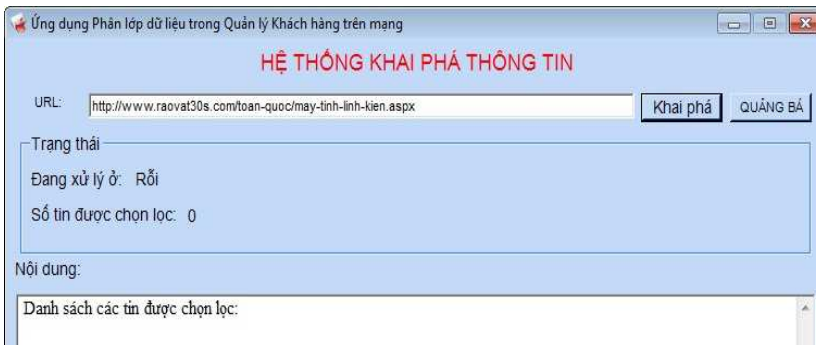 Ứng dụng Phân lớp dữ liệu trong Quản lý Khách hàng trên mạng
HỆ THỐNG KHAI PHÁ THÔNG TIN
URL: http://www.raovat30s.com/toan-quoc/may-tinh-linh-kien.aspx Khai phá QUẢNG BÁ
Trạng thái
Đang xử lý ở: Rỗi
Số tin được chọn lọc: 0
Nội dung:
Danh sách các tin được chọn lọc: